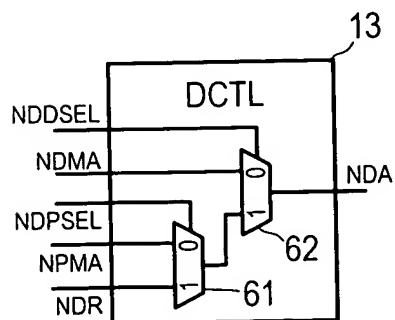 13
DCTL
NDDSEL
NDMA
0
NDA
NDPSEL
1
NPMA
0
62
NDR
1
61